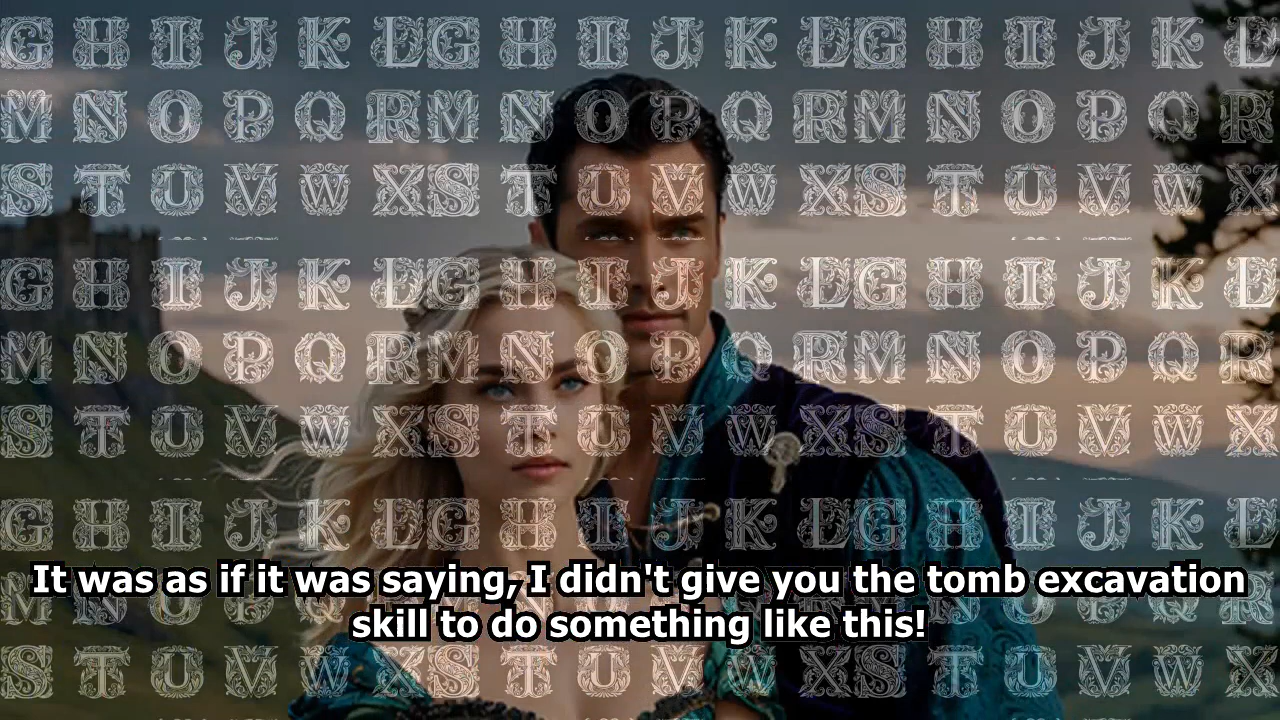 G H I J K L G H I J K L G H I J K L
M N O P Q R M N O P Q R M N O P Q R
S T U V W X S T U V W X S T U V W X
G H I J K L G H I J K L G H I J K L
M N O P Q R M N O P Q R M N O P Q R
S T U V W X S T U V W X S T U V W X
G H I J K L G H I J K L G H I J K L
It was as if it was saying, I didn't give you the tomb excavation
skill to do something like this!
S T U V W X S T U V W X S T U V W X